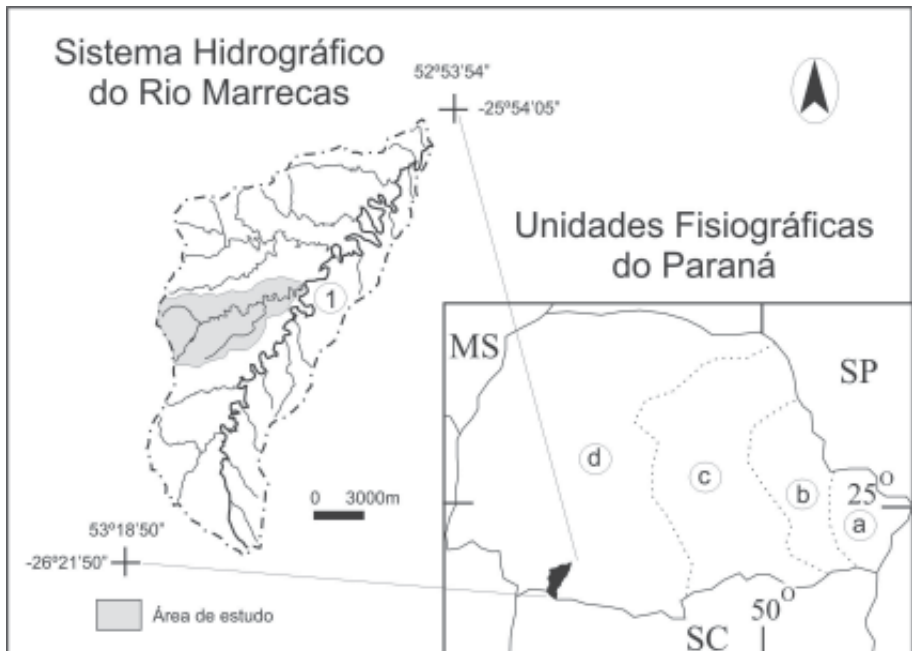 Sistema Hidrográfico
do Rio Marrecas
52º53'54"
-25º54'05"
Unidades Fisiográficas
do Paraná
1
MS
SP
d
c
b
25º
a
0 3000m
53º18'50"
-26º21'50"
Área de estudo
50º
SC